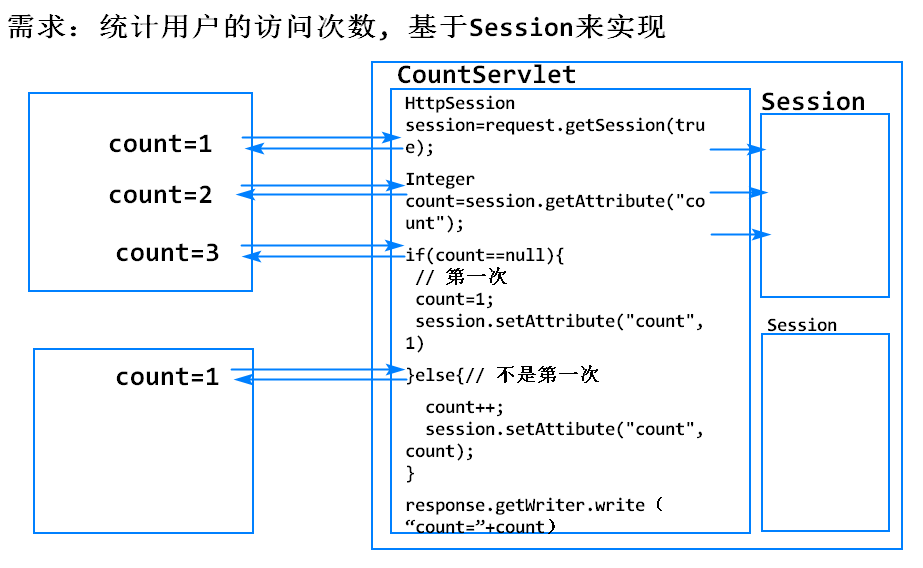 需求：统计用户的访问次数，基于Session来实现
CountServlet
HttpSession
session=request.getSession(tru
e);
Integer
count=session.getAttribute("co
unt");
if(count==null){
// 第一次
count=1;
session.setAttribute("count",
1)
}else{// 不是第一次
count++;
session.setAttibute("count",
count);
}
response.getWriter.write（
“count=”+count）
count=1
count=2
count=3
count=1
Session
Session